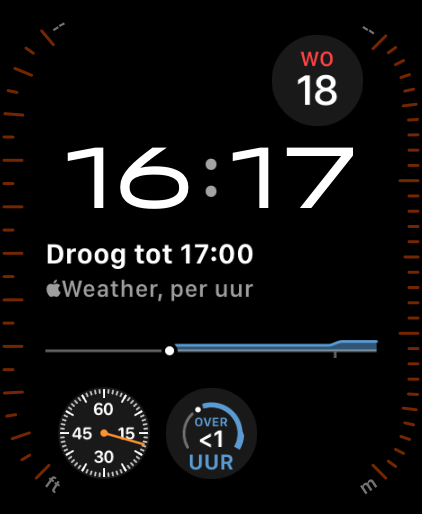 --
--
WO
18
16:17
Droog tot 17:00
Weather, per uur
60
45
15
30
OVER
<1
UUR
ft
m